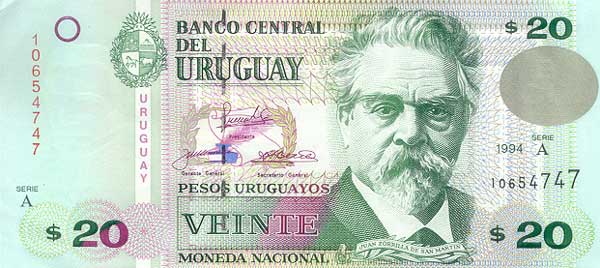 BANCO CENTRAL
DEL
URUGUAY
$ 20
10654747
URUGUAY
Presidente
Gerente General
Secretario General
SERIE
1994 A
10654747
PESOS URUGUAYOS
SERIE
A
VEINTE
$ 20
MONEDA NACIONAL
JUAN ZORRILLA DE SAN MARTIN
$ 20